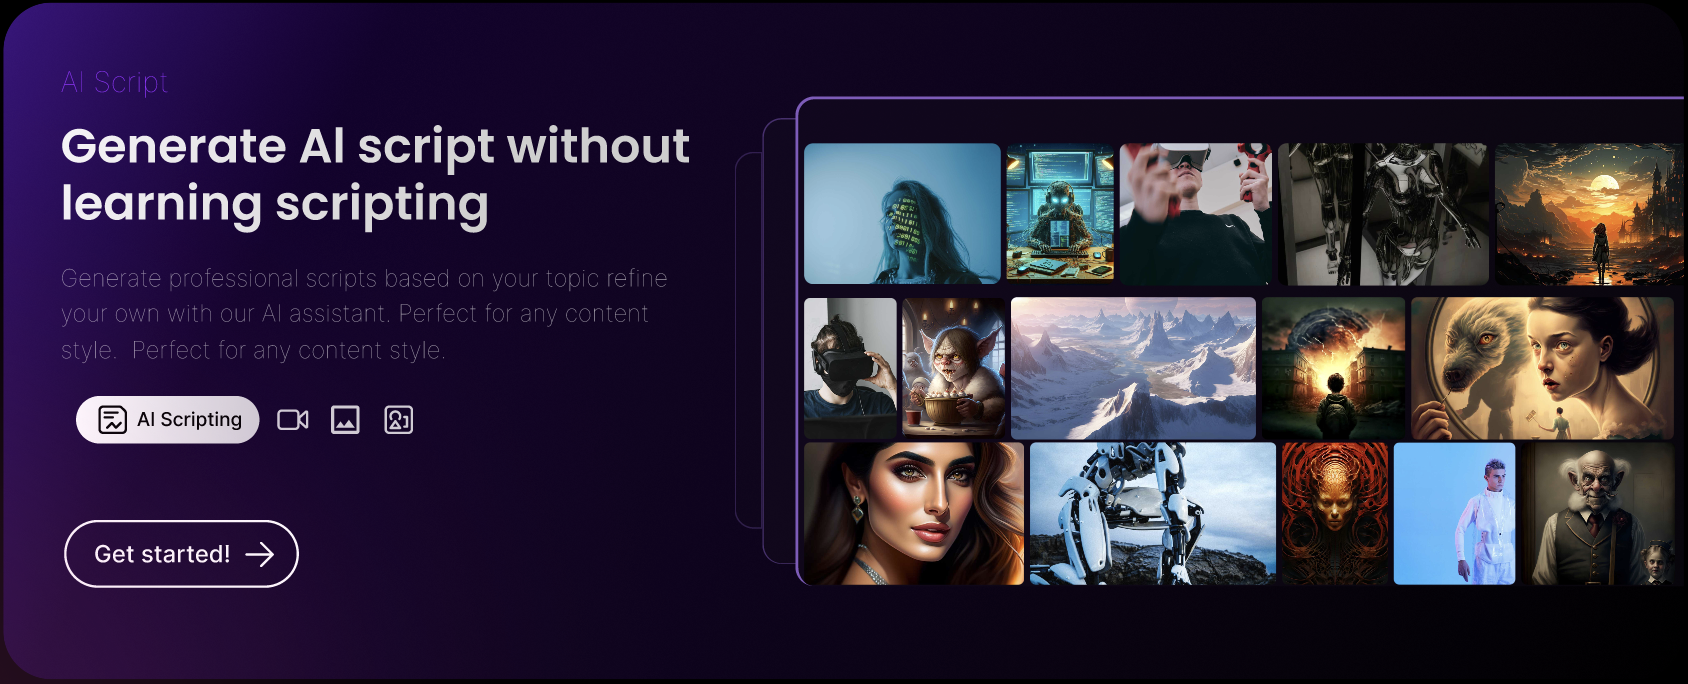 AI Script
Generate AI script without
learning scripting
Generate professional scripts based on your topic refine
your own with our AI assistant. Perfect for any content
style.  Perfect for any content style.
AI Scripting
Get started!